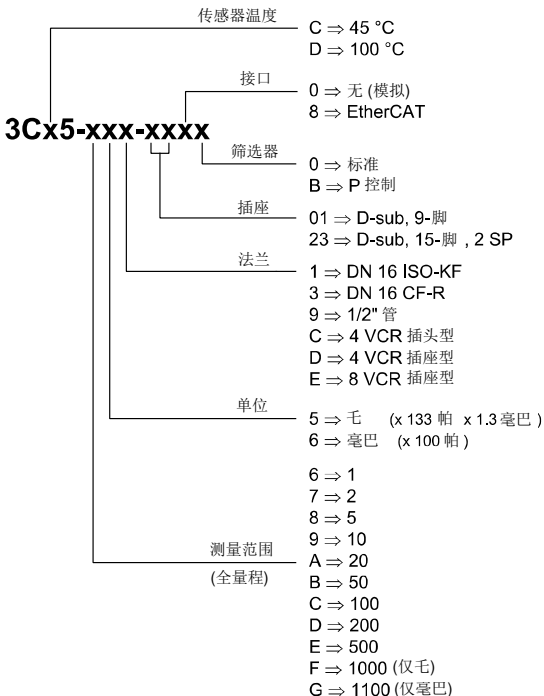 传感器温度
C ⇒ 45 °C
D ⇒ 100 °C
接口
0 ⇒ 无 (模拟)
8 ⇒ EtherCAT
3Cx5-xxx-xxxx
筛选器
0 ⇒ 标准
B ⇒ P 控制
插座
01 ⇒ D-sub, 9-脚
23 ⇒ D-sub, 15-脚 , 2 SP
法兰
1 ⇒ DN 16 ISO-KF
3 ⇒ DN 16 CF-R
9 ⇒ 1/2" 管
C ⇒ 4 VCR 插头型
D ⇒ 4 VCR 插座型
E ⇒ 8 VCR 插座型
单位
5 ⇒ 毛 (x 133 帕 x 1.3 毫巴 )
6 ⇒ 毫巴 (x 100 帕 )
测量范围
(全量程)
6 ⇒ 1
7 ⇒ 2
8 ⇒ 5
9 ⇒ 10
A ⇒ 20
B ⇒ 50
C ⇒ 100
D ⇒ 200
E ⇒ 500
F ⇒ 1000 (仅毛)
G ⇒ 1100 (仅毫巴)